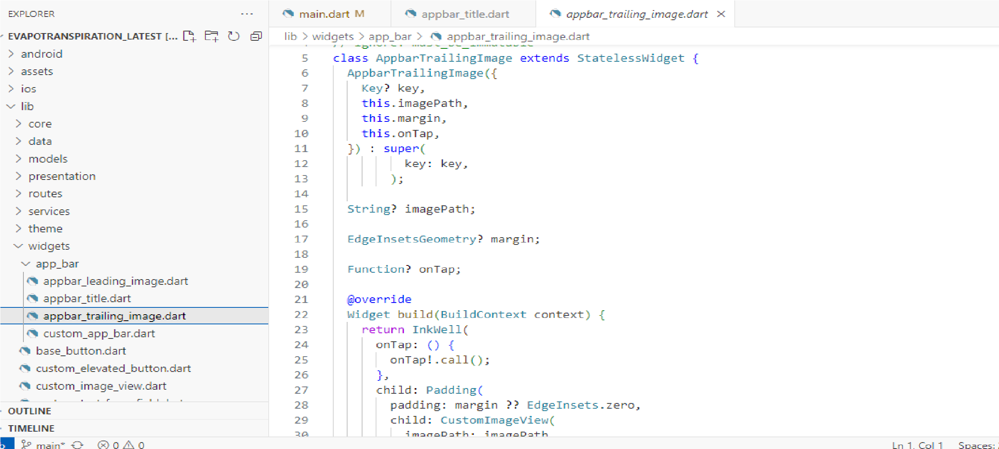 EXPLORER
EVAPOTRANSPIRATION_LATEST [...
android
assets
ios
lib
core
data
models
presentation
routes
services
theme
widgets
app_bar
appbar_leading_image.dart
appbar_title.dart
appbar_trailing_image.dart
custom_app_bar.dart
base_button.dart
custom_elevated_button.dart
custom_image_view.dart
OUTLINE
TIMELINE
main.dart M
appbar_title.dart
appbar_trailing_image.dart
lib > widgets > app_bar > appbar_trailing_image.dart
// ignore: must_be_immutable
5 class AppbarTrailingImage extends StatelessWidget {
6 AppbarTrailingImage({
7 Key? key,
8 this.imagePath,
9 this.margin,
10 this.onTap,
11 }) : super(
12 key: key,
13 );
14
15 String? imagePath;
16
17 EdgeInsetsGeometry? margin;
18
19 Function? onTap;
20
21 @override
22 Widget build(BuildContext context) {
23 return InkWell(
24 onTap: () {
25 onTap!.call();
26 },
27 child: Padding(
28 padding: margin ?? EdgeInsets.zero,
29 child: CustomImageView(
30 imagePath: imagePath
main* 0 0
Ln 1, Col 1 Spaces: